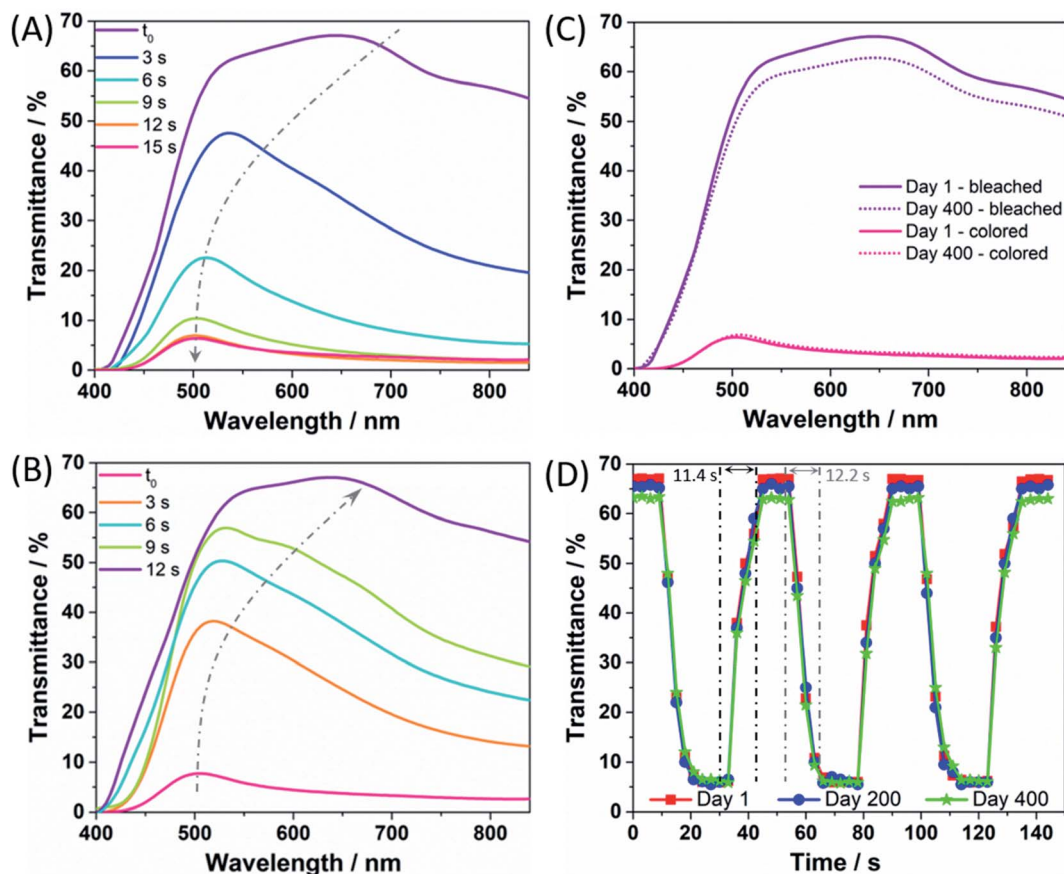 (A)
70
60
50
40
30
20
10
0
Transmittance / %
t0
3 s
6 s
9 s
12 s
15 s
400 500 600 700 800
Wavelength / nm
(C)
70
60
50
40
30
20
10
0
Transmittance / %
Day 1 - bleached
Day 400 - bleached
Day 1 - colored
Day 400 - colored
400 500 600 700 800
Wavelength / nm
(B)
70
60
50
40
30
20
10
0
Transmittance / %
t0
3 s
6 s
9 s
12 s
400 500 600 700 800
Wavelength / nm
(D)
70
60
50
40
30
20
10
0
Transmittance / %
11.4 s 12.2 s
Day 1 Day 200 Day 400
0 20 40 60 80 100 120 140
Time / s